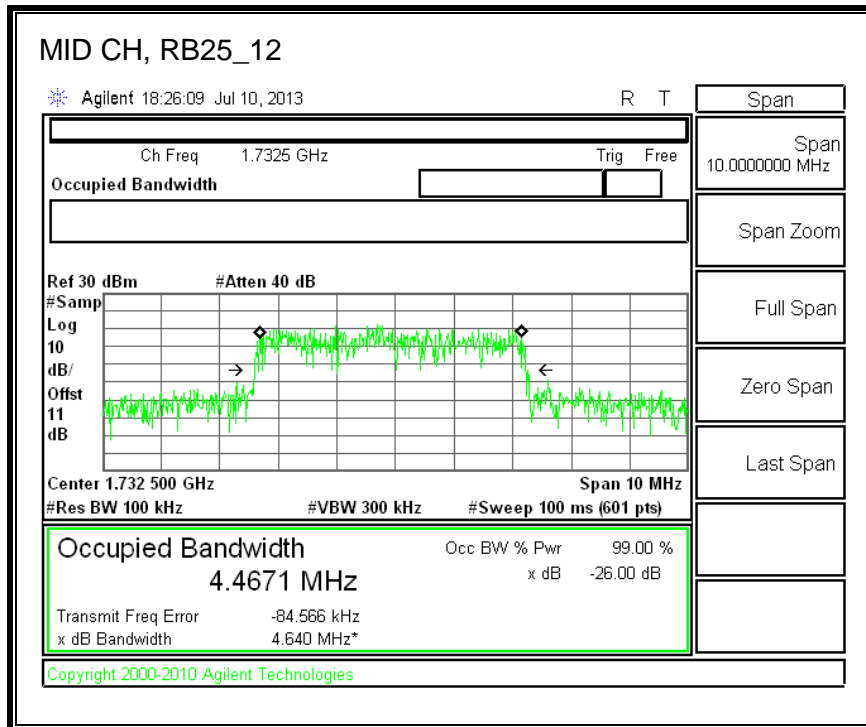 MID CH, RB25_12
Agilent 18:26:09 Jul 10, 2013 R T
Span
Ch Freq 1.7325 GHz Trig Free
Occupied Bandwidth
Span
10.0000000 MHz
Span Zoom
Full Span
Zero Span
Last Span
Ref 30 dBm #Atten 40 dB
#Samp
Log
10
dB/
Offst
11
dB
Center 1.732 500 GHz Span 10 MHz
#Res BW 100 kHz #VBW 300 kHz #Sweep 100 ms (601 pts)
Occupied Bandwidth Occ BW % Pwr 99.00 %
4.4671 MHz x dB -26.00 dB
Transmit Freq Error -84.566 kHz
x dB Bandwidth 4.640 MHz*
Copyright 2000-2010 Agilent Technologies